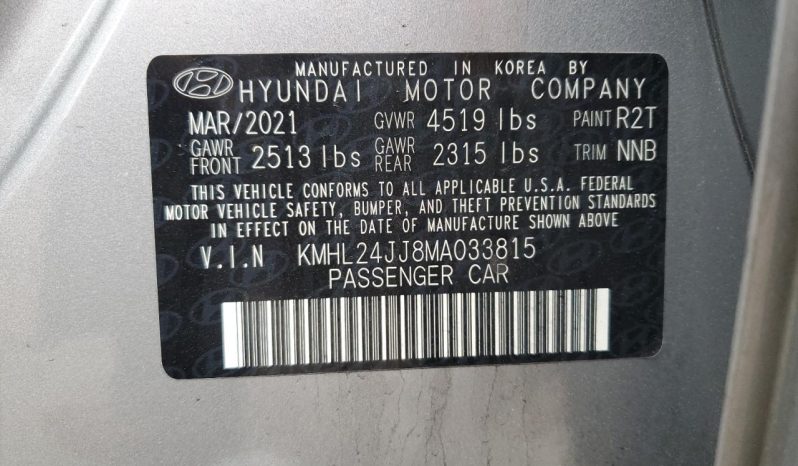 MANUFACTURED IN KOREA BY
HYUNDAI MOTOR COMPANY
MAR/2021 GVWR 4519 lbs PAINT R2T
GAWR FRONT 2513 lbs GAWR REAR 2315 lbs TRIM NNB
THIS VEHICLE CONFORMS TO ALL APPLICABLE U.S.A. FEDERAL
MOTOR VEHICLE SAFETY, BUMPER, AND THEFT PREVENTION STANDARDS
IN EFFECT ON THE DATE OF MANUFACTURE SHOWN ABOVE
V.I.N KMHL24JJ8MA033815
PASSENGER CAR